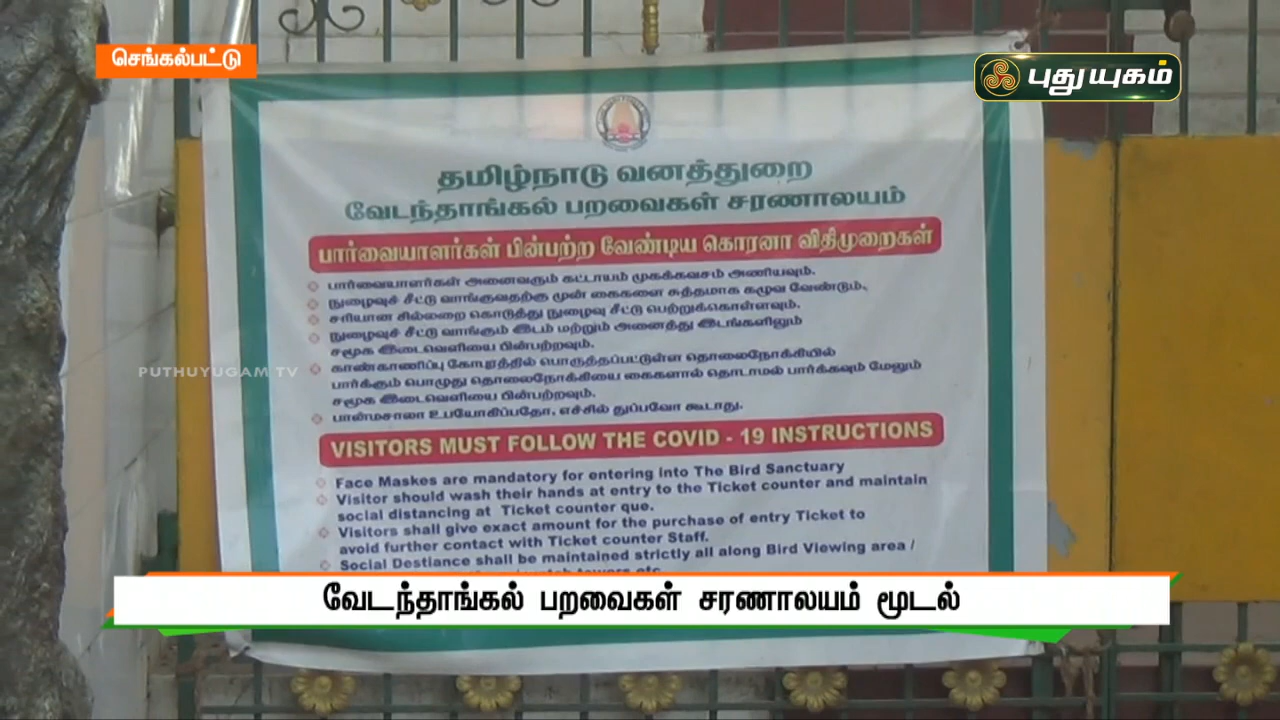 செங்கல்பட்டு
புதுயுகம்
தமிழ்நாடு வனத்துறை
வேடந்தாங்கல் பறவைகள் சரணாலயம்
பார்வையாளர்கள் பின்பற்ற வேண்டிய கொரனா விதிமுறைகள்
பார்வையாளர்கள் அனைவரும் கட்டாயம் முகக்கவசம் அணியவும்.
நுழைவுச் சீட்டு வாங்குவதற்கு முன் கைகளை சுத்தமாக கழுவ வேண்டும்.
சரியான சில்லறை கொடுத்து நுழைவு சீட்டு பெற்றுக்கொள்ளவும்.
நுழைவுச் சீட்டு வாங்கும் இடம் மற்றும் அனைத்து இடங்களிலும்
சமூக இடைவெளியை பின்பற்றவும்.
காண்காணிப்பு கோபுரத்தில் பொருத்தப்பட்டுள்ள தொலைநோக்கியில்
பார்க்கும் பொழுது தொலைநோக்கியை கைகளால் தொடாமல் பார்க்கவும் மேலும்
சமூக இடைவெளியை பின்பற்றவும்.
பான்மசாலா உபயோகிப்பதோ, எச்சில் துப்பவோ கூடாது.
PUTHUYUGAM TV
VISITORS MUST FOLLOW THE COVID - 19 INSTRUCTIONS
Face Maskes are mandatory for entering into The Bird Sanctuary
Visitor should wash their hands at entry to the Ticket counter and maintain
social distancing at Ticket counter que.
Visitors shall give exact amount for the purchase of entry Ticket to
avoid further contact with Ticket counter Staff.
Social Destiance shall be maintained strictly all along Bird Viewing area /
வேடந்தாங்கல் பறவைகள் சரணாலயம் மூடல்